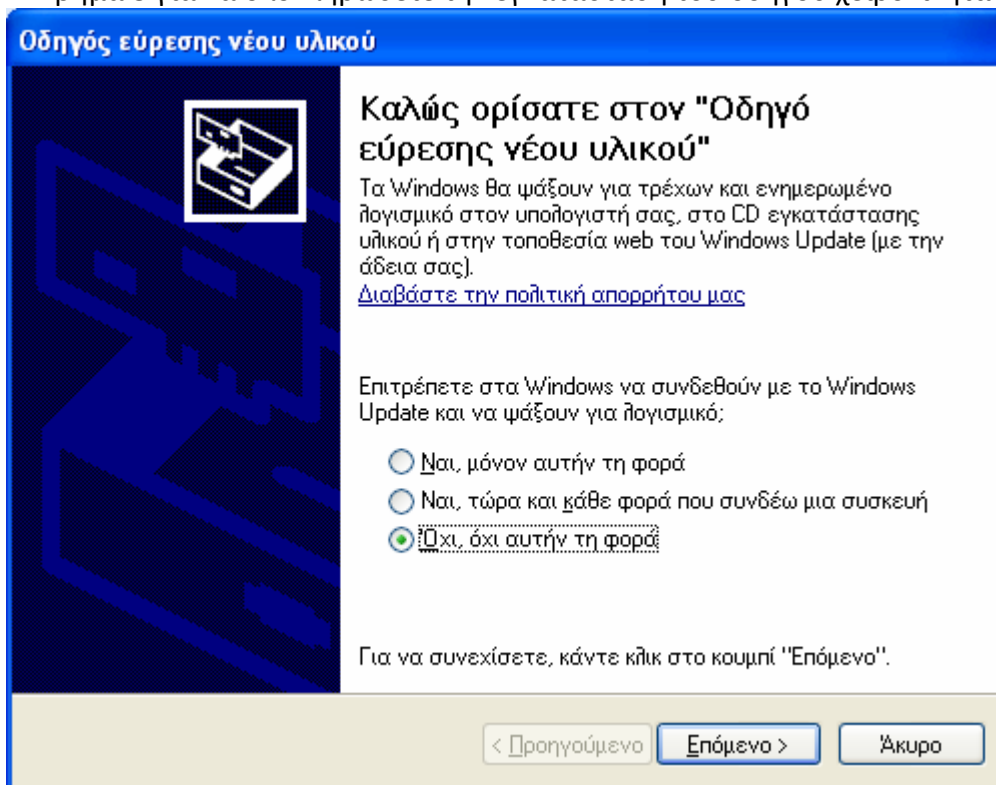 Οδηγός εύρεσης νέου υλικού
Καλώς ορίσατε στον "Οδηγό
εύρεσης νέου υλικού"
Τα Windows θα ψάξουν για τρέχων και ενημερωμένο
λογισμικό στον υπολογιστή σας, στο CD εγκατάστασης
υλικού ή στην τοποθεσία web του Windows Update (με την
άδεια σας).
Διαβάστε την πολιτική απορρήτου μας
Επιτρέπετε στα Windows να συνδεθούν με το Windows
Update και να ψάξουν για λογισμικό;
Ναι, μόνον αυτήν τη φορά
Ναι, τώρα και κάθε φορά που συνδέω μια συσκευή
Όχι, όχι αυτήν τη φορά
Για να συνεχίσετε, κάντε κλικ στο κουμπί "Επόμενο".
< Προηγούμενο
Επόμενο >
Άκυρο